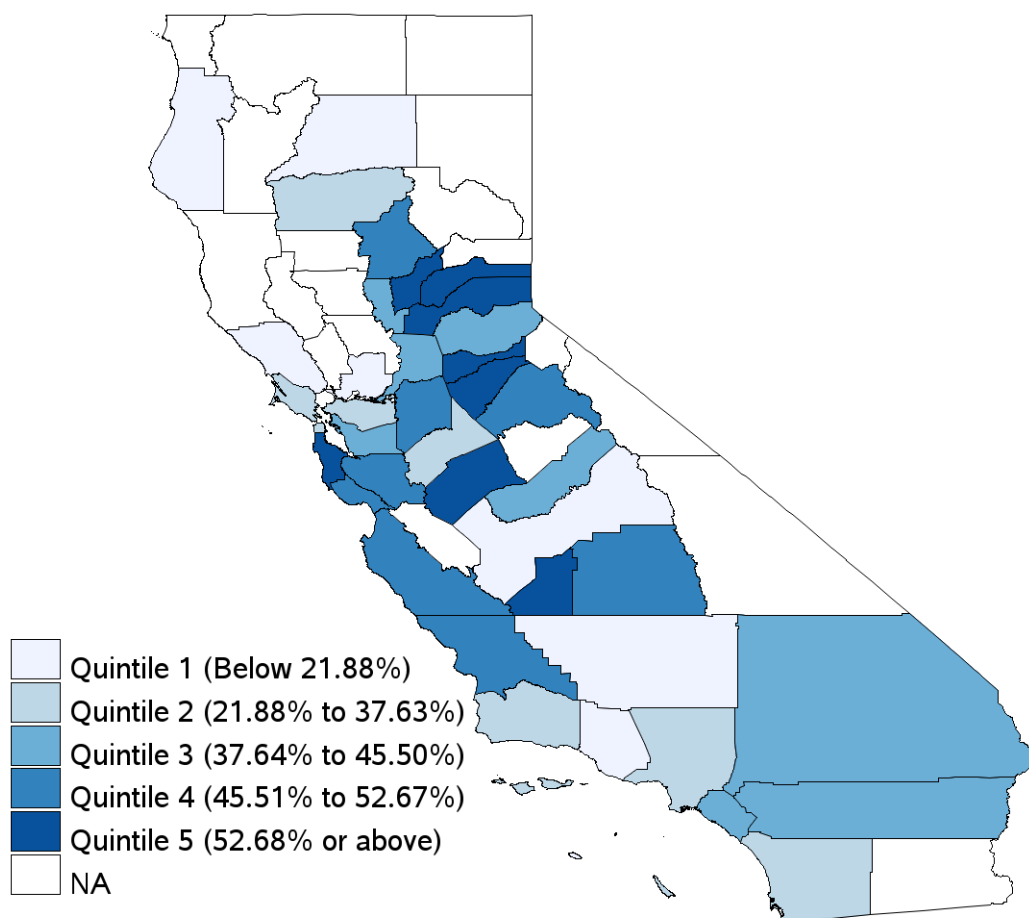 Quintile 1 (Below 21.88%)
Quintile 2 (21.88% to 37.63%)
Quintile 3 (37.64% to 45.50%)
Quintile 4 (45.51% to 52.67%)
Quintile 5 (52.68% or above)
NA